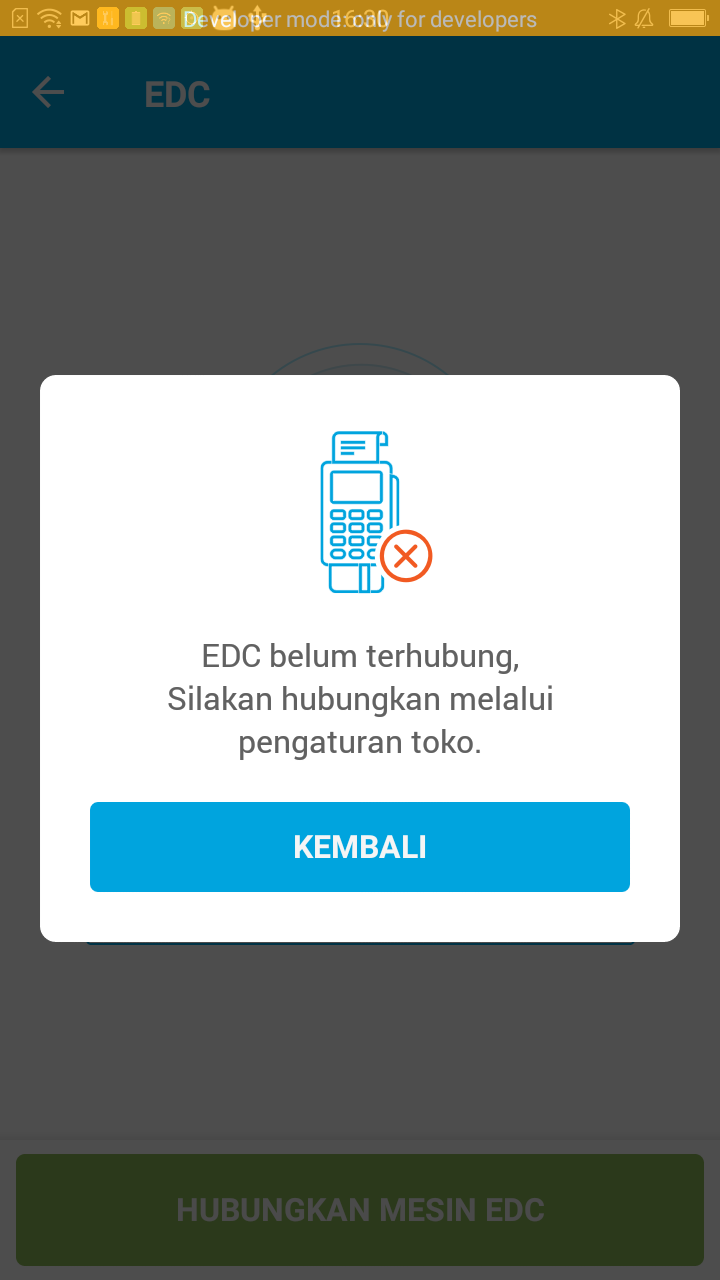 Developer mode: only for developers
16:30
EDC
EDC belum terhubung,
Silakan hubungkan melalui
pengaturan toko.
KEMBALI
HUBUNGKAN MESIN EDC